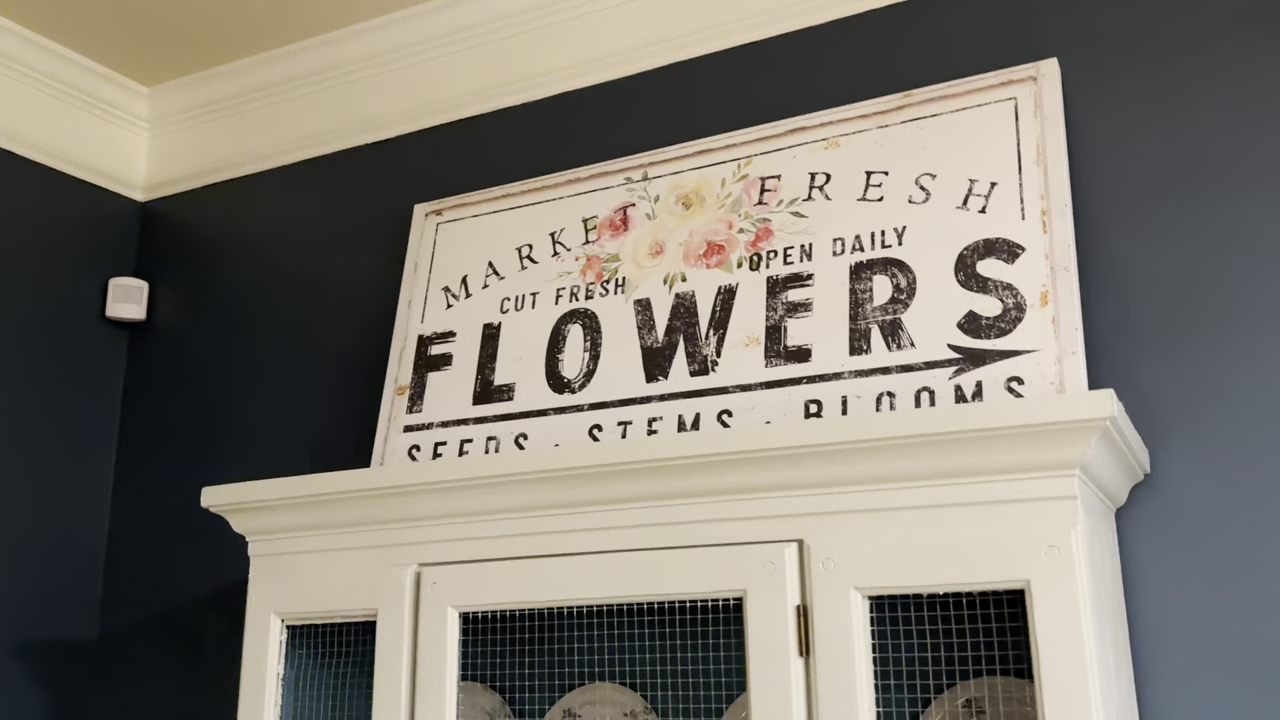 MARKET FRESH
CUT FRESH OPEN DAILY
FLOWERS
SEEDS · STEMS · BLOOMS